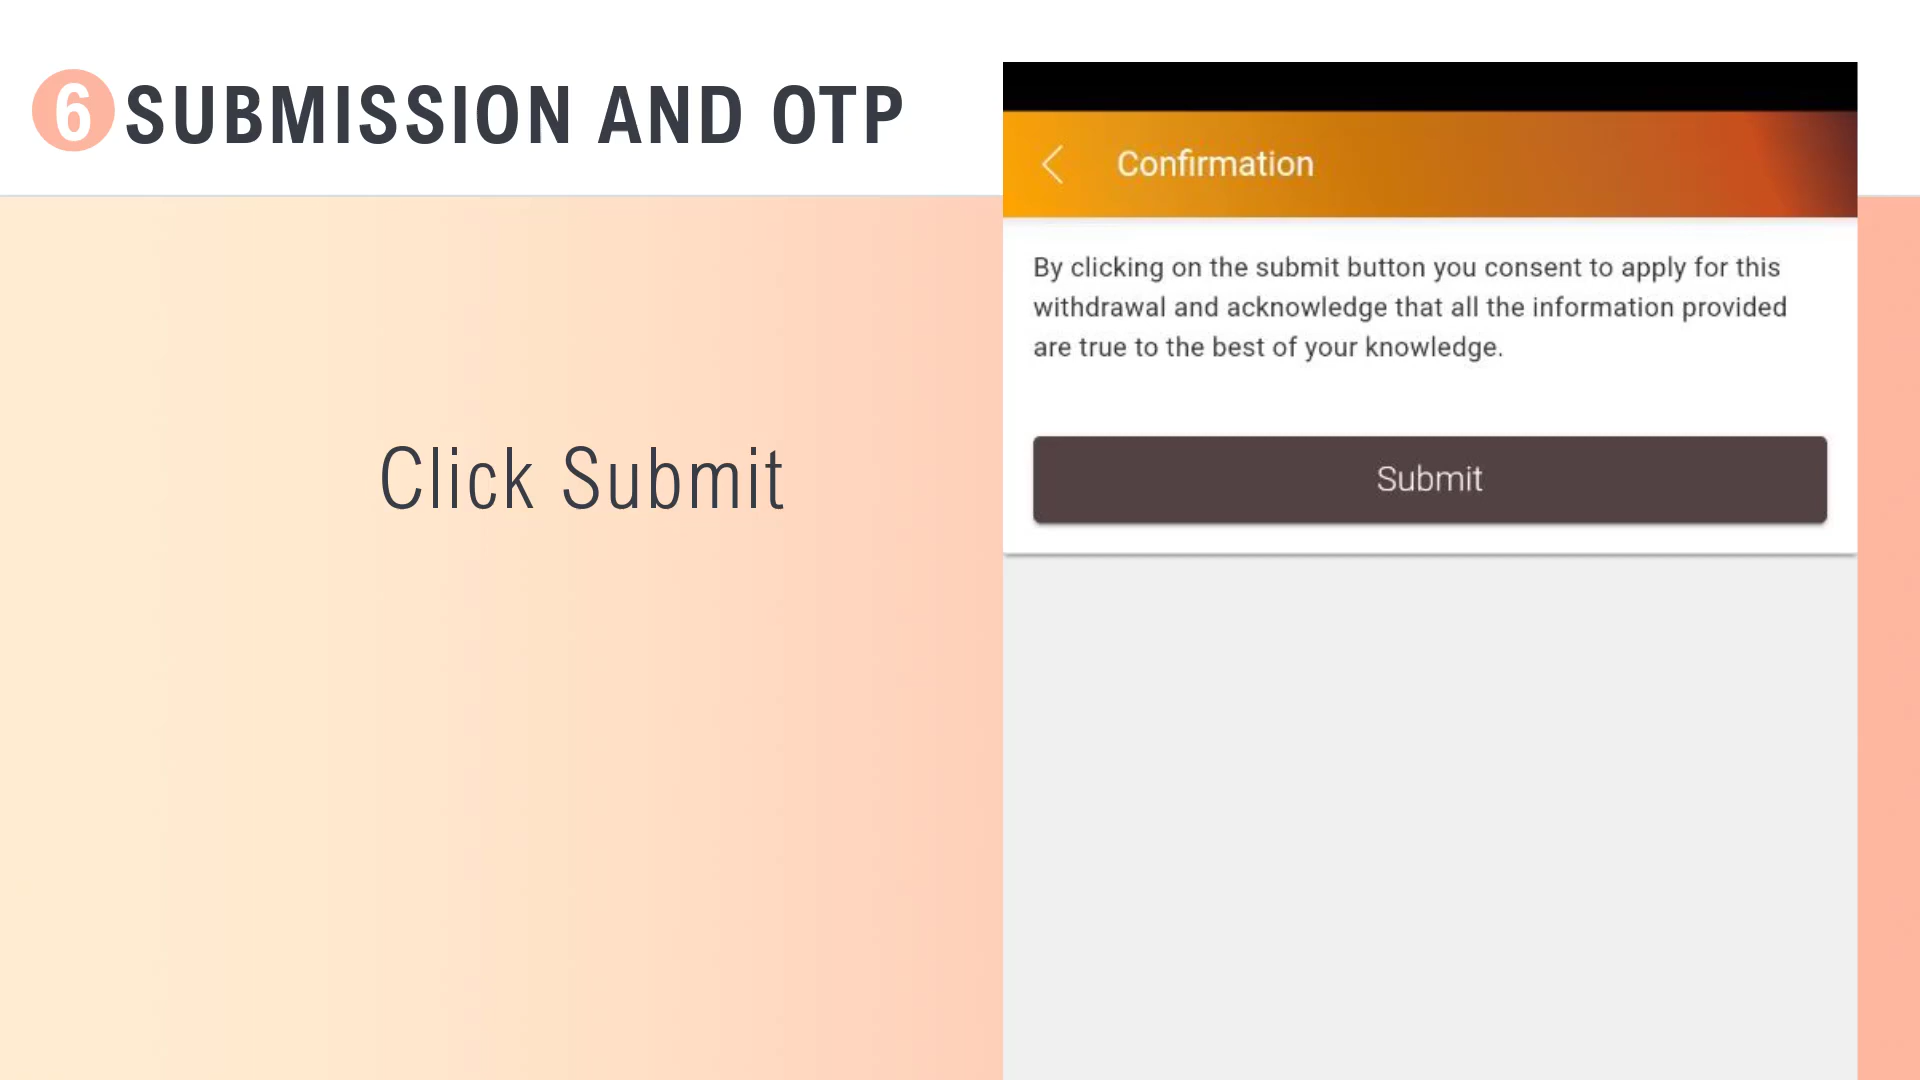 6 SUBMISSION AND OTP
Click Submit
Confirmation
By clicking on the submit button you consent to apply for this
withdrawal and acknowledge that all the information provided
are true to the best of your knowledge.
Submit